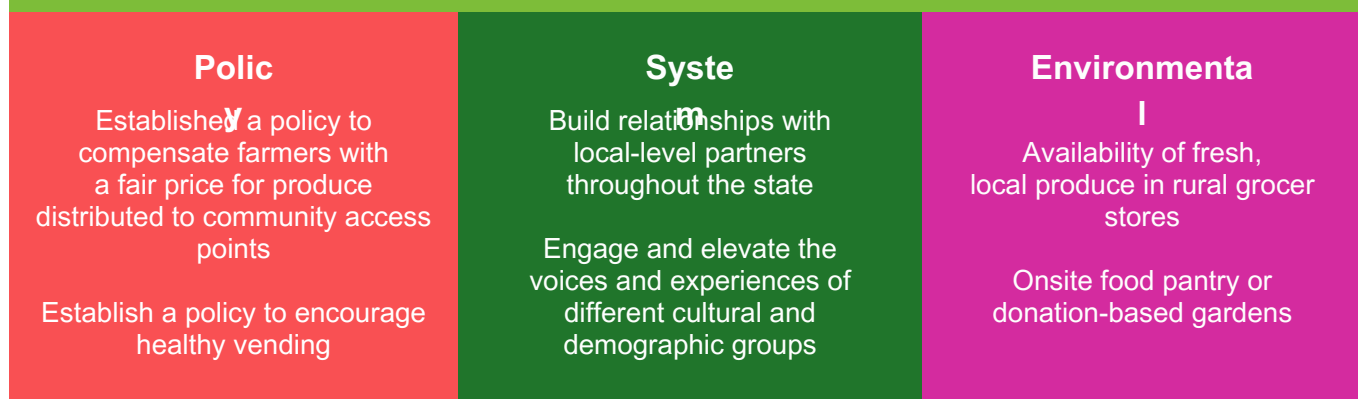 Polic
y
Established a policy to
compensate farmers with
a fair price for produce
distributed to community access
points
Establish a policy to encourage
healthy vending
Syste
m
Build relationships with
local-level partners
throughout the state
Engage and elevate the
voices and experiences of
different cultural and
demographic groups
Environmenta
l
Availability of fresh,
local produce in rural grocer
stores
Onsite food pantry or
donation-based gardens